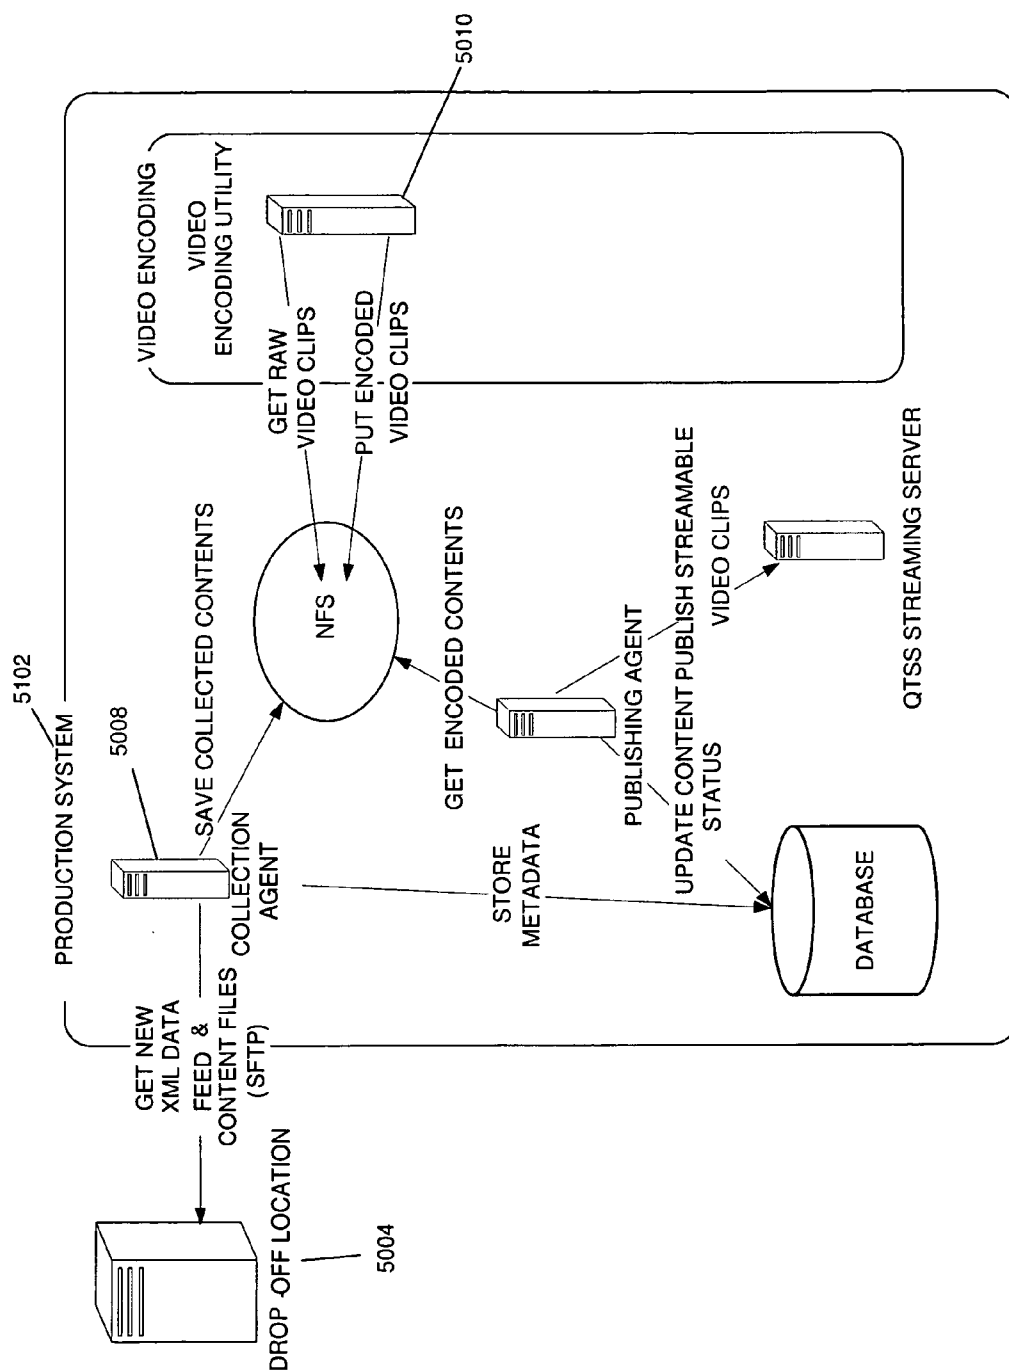 5102
PRODUCTION SYSTEM
5008
COLLECTION
AGENT
SAVE COLLECTED CONTENTS
GET NEW
XML DATA
FEED &
CONTENT FILES
(SFTP)
DROP-OFF LOCATION
5004
NFS
VIDEO ENCODING
VIDEO
ENCODING UTILITY
5010
GET RAW
VIDEO CLIPS
PUT ENCODED
VIDEO CLIPS
GET ENCODED CONTENTS
STORE
METADATA
PUBLISHING AGENT
UPDATE CONTENT PUBLISH STREAMABLE
STATUS
VIDEO CLIPS
DATABASE
QTSS STREAMING SERVER